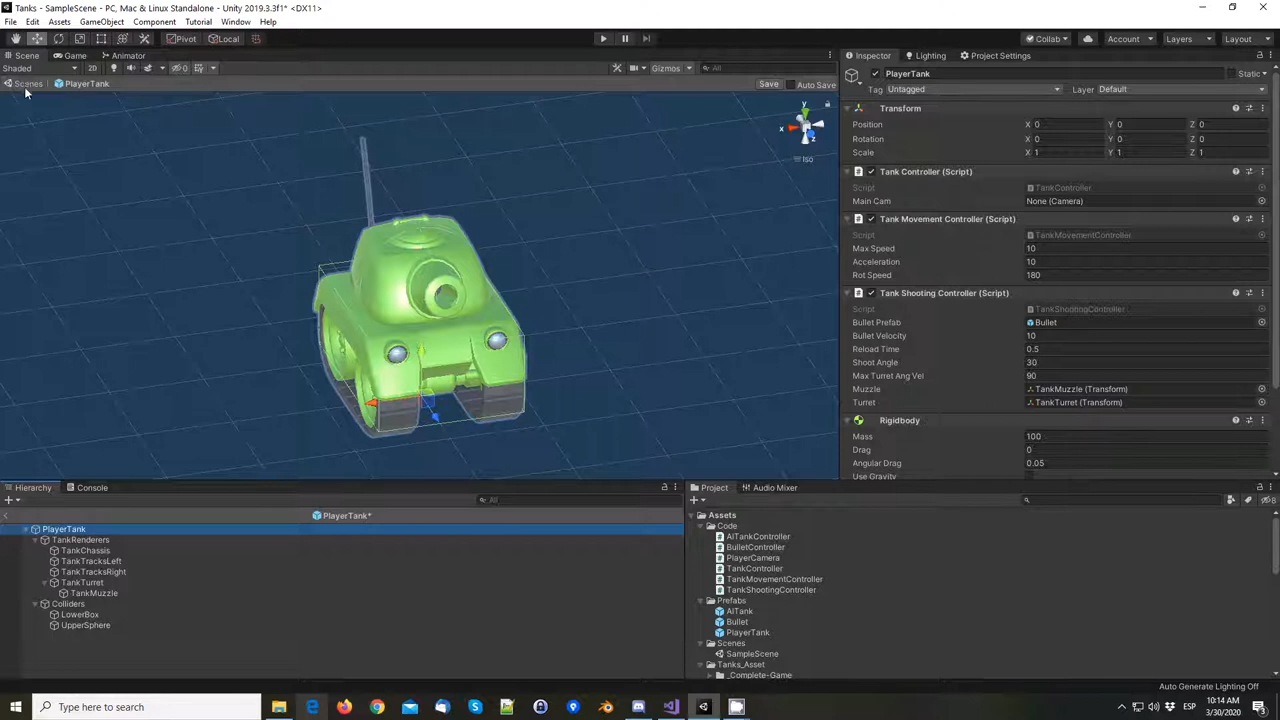 Tanks - SampleScene - PC, Mac & Linux Standalone - Unity 2019.3.3f1* <DX11>
File Edit Assets GameObject Component Tutorial Window Help
Pivot Local Collab Account Layers Layout
Scene Game Animator
Shaded 2D 0 Gizmos All
Scenes PlayerTank Save Auto Save
y
x
z
Iso
Inspector Lighting Project Settings
PlayerTank Static
Tag Untagged Layer Default
Transform
Position X 0 Y 0 Z 0
Rotation X 0 Y 0 Z 0
Scale X 1 Y 1 Z 1
Tank Controller (Script)
Script TankController
Main Cam None (Camera)
Tank Movement Controller (Script)
Script TankMovementController
Max Speed 10
Acceleration 10
Rot Speed 180
Tank Shooting Controller (Script)
Script TankShootingController
Bullet Prefab Bullet
Bullet Velocity 10
Reload Time 0.5
Shoot Angle 30
Max Turret Ang Vel 90
Muzzle TankMuzzle (Transform)
Turret TankTurret (Transform)
Rigidbody
Mass 100
Drag 0
Angular Drag 0.05
Use Gravity
Hierarchy Console
All
PlayerTank*
PlayerTank
TankRenderers
TankChassis
TankTracksLeft
TankTracksRight
TankTurret
TankMuzzle
Colliders
LowerBox
UpperSphere
Project Audio Mixer
8
Assets
Code
AITankController
BulletController
PlayerCamera
TankController
TankMovementController
TankShootingController
Prefabs
AITank
Bullet
PlayerTank
Scenes
SampleScene
Tanks_Asset
_Complete-Game
Auto Generate Lighting Off
Type here to search
ESP
10:14 AM
3/30/2020